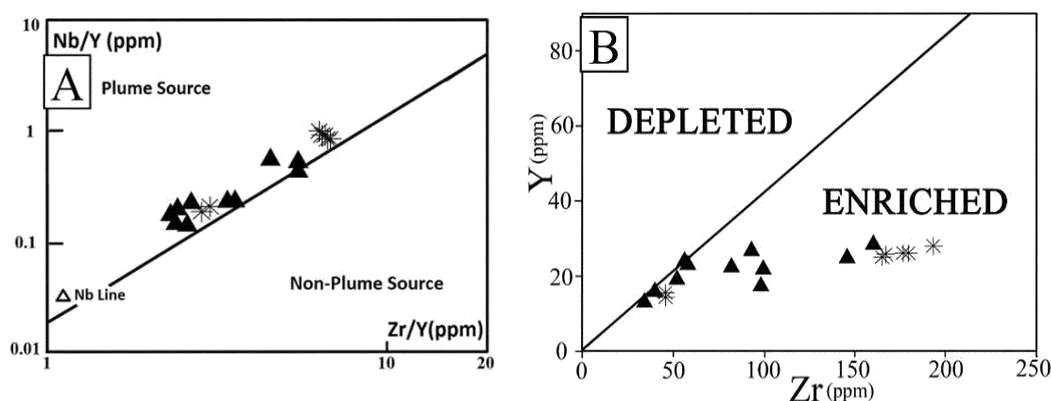 10
Nb/Y (ppm)
A
Plume Source
1
0.1
Non-Plume Source
△ Nb Line
Zr/Y(ppm)
0.01
1
10
20
B
80
DEPLETED
60
Y (ppm)
40
ENRICHED
20
0
0
50
100
150
200
250
Zr (ppm)